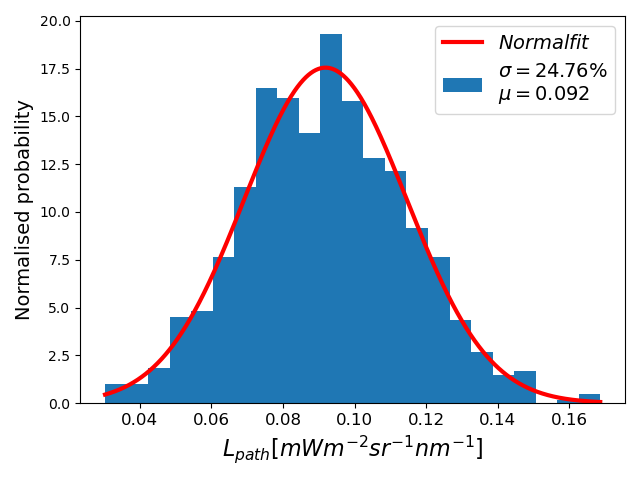 20.0
17.5
15.0
12.5
10.0
7.5
5.0
2.5
0.0
Normalised probability
Normalfit
σ = 24.76%
μ = 0.092
0.04 0.06 0.08 0.10 0.12 0.14 0.16
L_path[mWm⁻²sr⁻¹nm⁻¹]